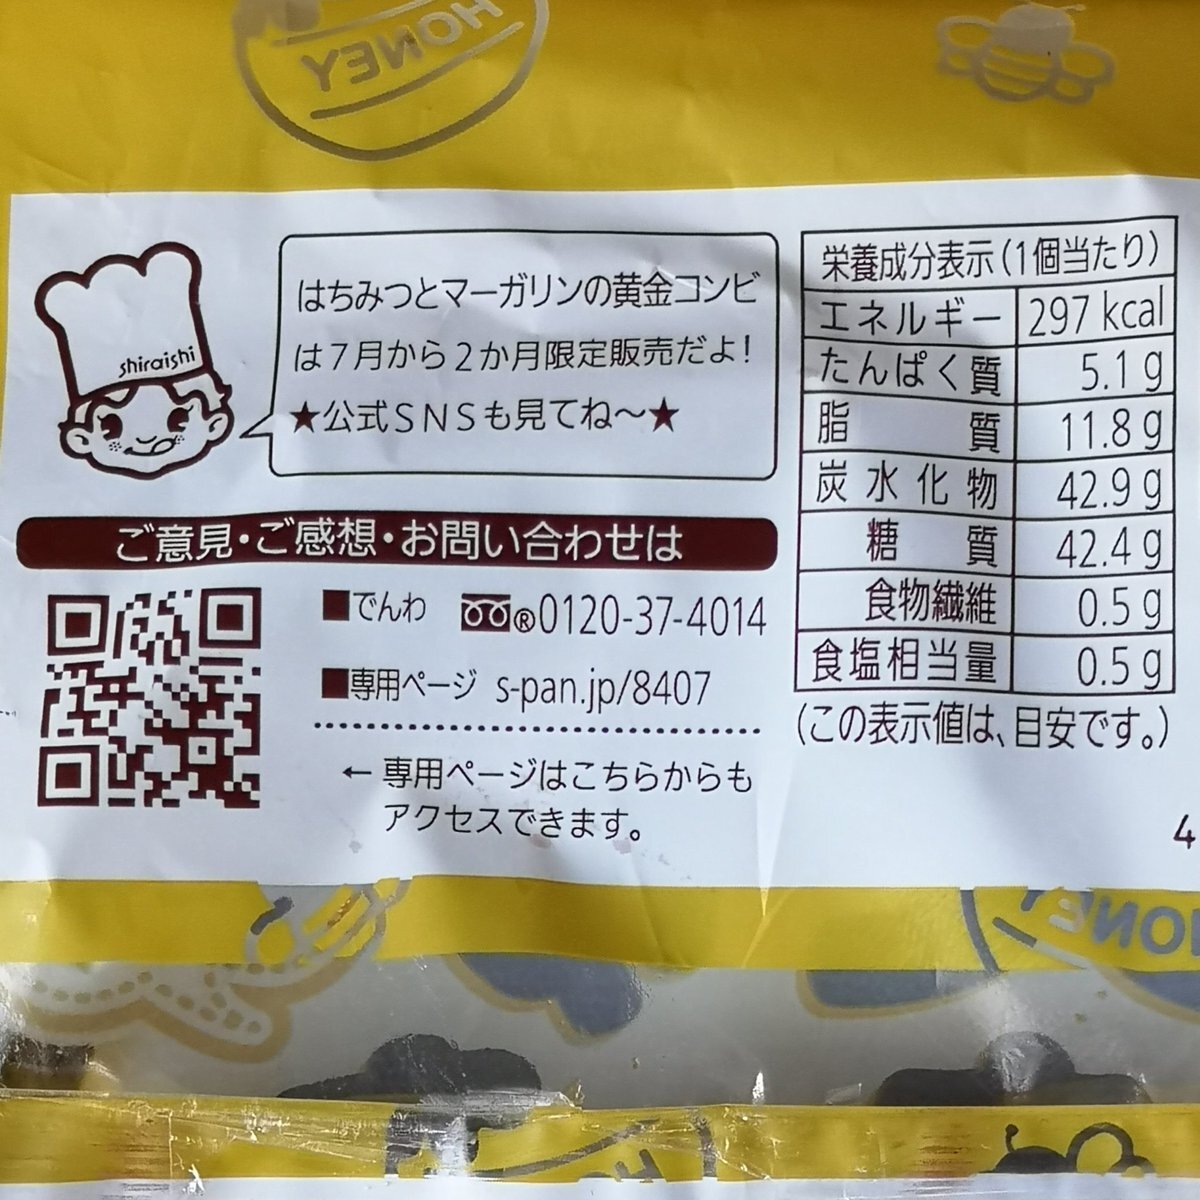 HONEY
shiraishi
はちみつとマーガリンの黄金コンビ
は7月から2か月限定販売だよ!
★公式SNSも見てね～★
ご意見・ご感想・お問い合わせは
■でんわ ®0120-37-4014
■専用ページ s-pan.jp/8407
← 専用ページはこちらからも
アクセスできます。
栄養成分表示(1個当たり)
エネルギー 297 kcal
たんぱく質 5.1 g
脂質 11.8 g
炭水化物 42.9 g
糖質 42.4 g
食物繊維 0.5 g
食塩相当量 0.5 g
(この表示値は、目安です。)
4